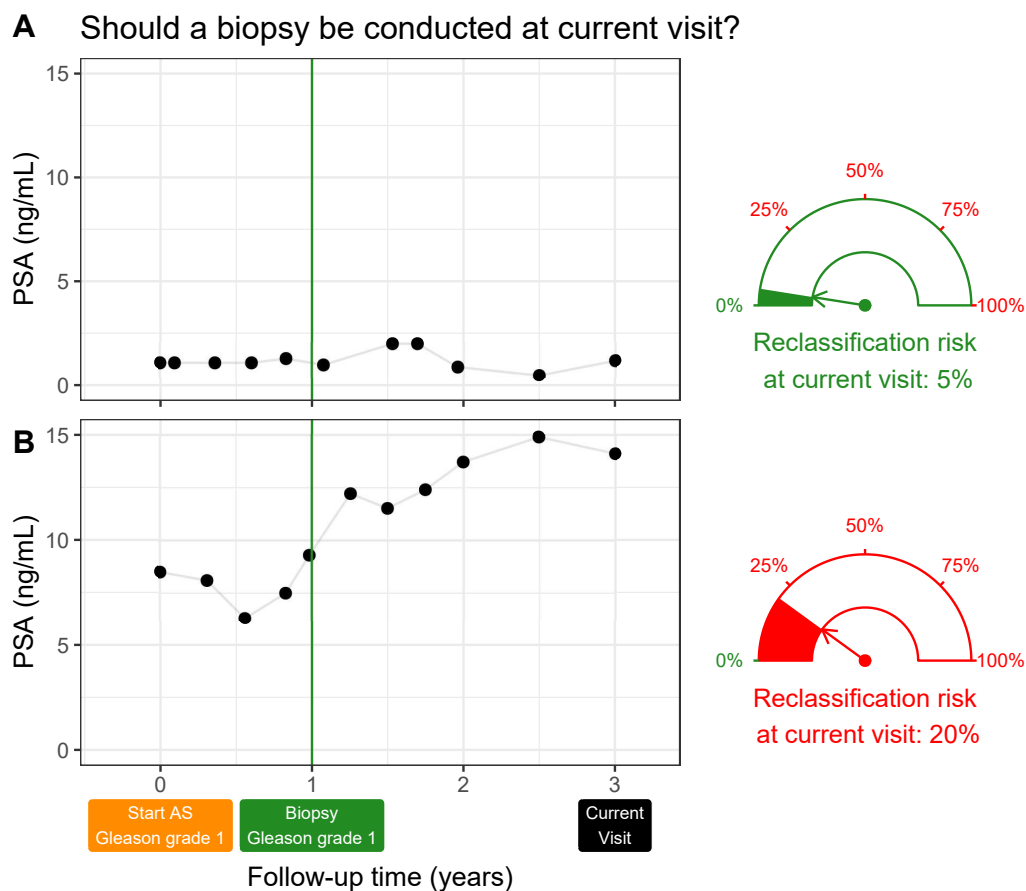 A Should a biopsy be conducted at current visit?
PSA (ng/mL)
15
10
5
0
50%
25%
75%
0%
100%
Reclassification risk
at current visit: 5%
B
PSA (ng/mL)
15
10
5
0
50%
25%
75%
0%
100%
Reclassification risk
at current visit: 20%
0 1 2 3
Start AS
Gleason grade 1
Biopsy
Gleason grade 1
Current
Visit
Follow-up time (years)